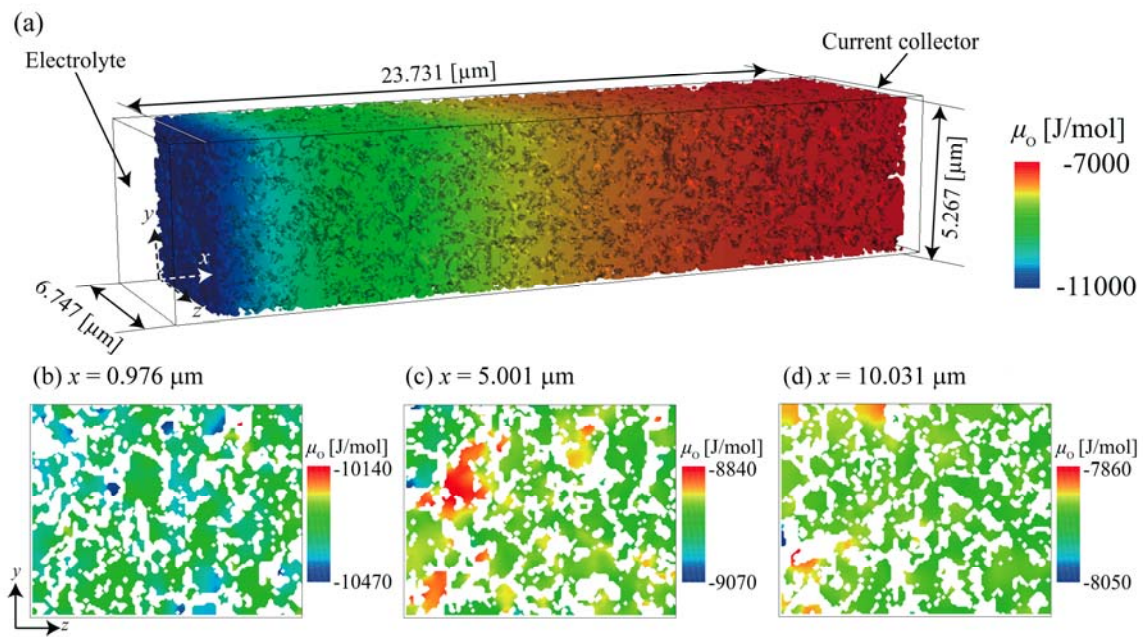 (a)
Electrolyte
Current collector
23.731 [µm]
μo [J/mol]
-7000
-11000
5.267 [µm]
y
x
z
6.747 [µm]
(b) x = 0.976 µm
(c) x = 5.001 µm
(d) x = 10.031 µm
μo [J/mol]
-10140
-10470
μo [J/mol]
-8840
-9070
μo [J/mol]
-7860
-8050
y
z